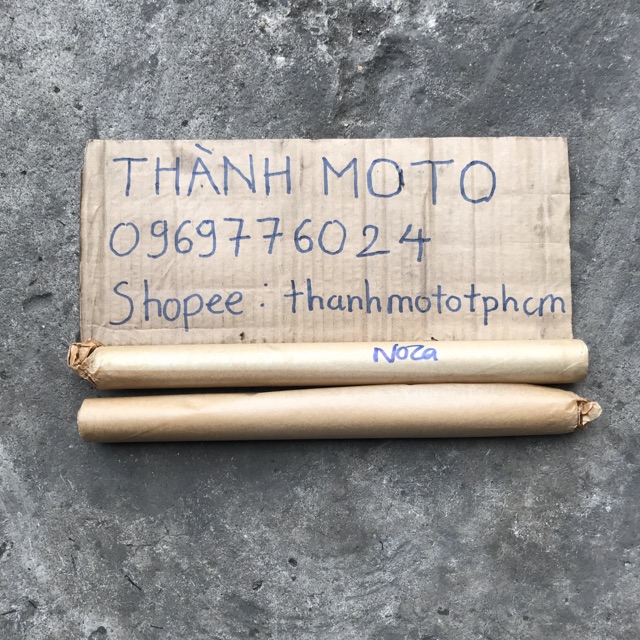 THÀNH MOTO
0969776024
Shopee: thanhmototphcm
Noza